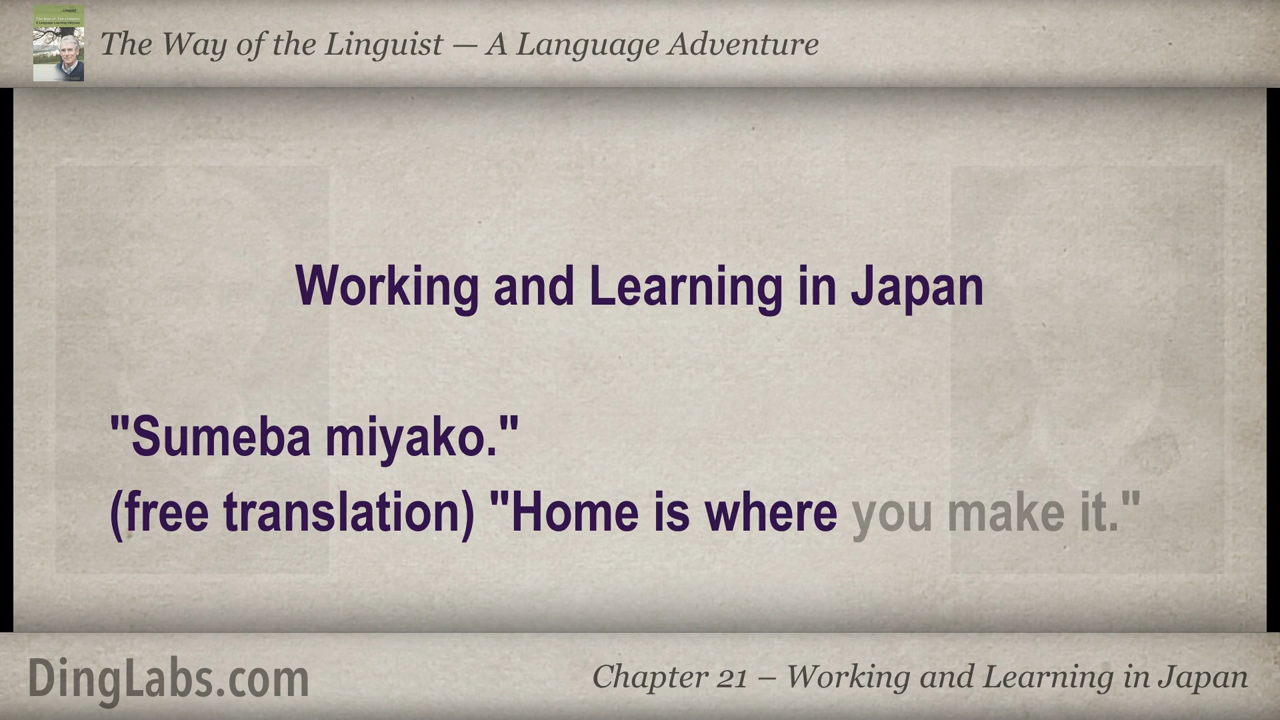 The Way of the Linguist — A Language Adventure
Working and Learning in Japan
"Sumeba miyako."
(free translation) "Home is where you make it."
DingLabs.com
Chapter 21 – Working and Learning in Japan